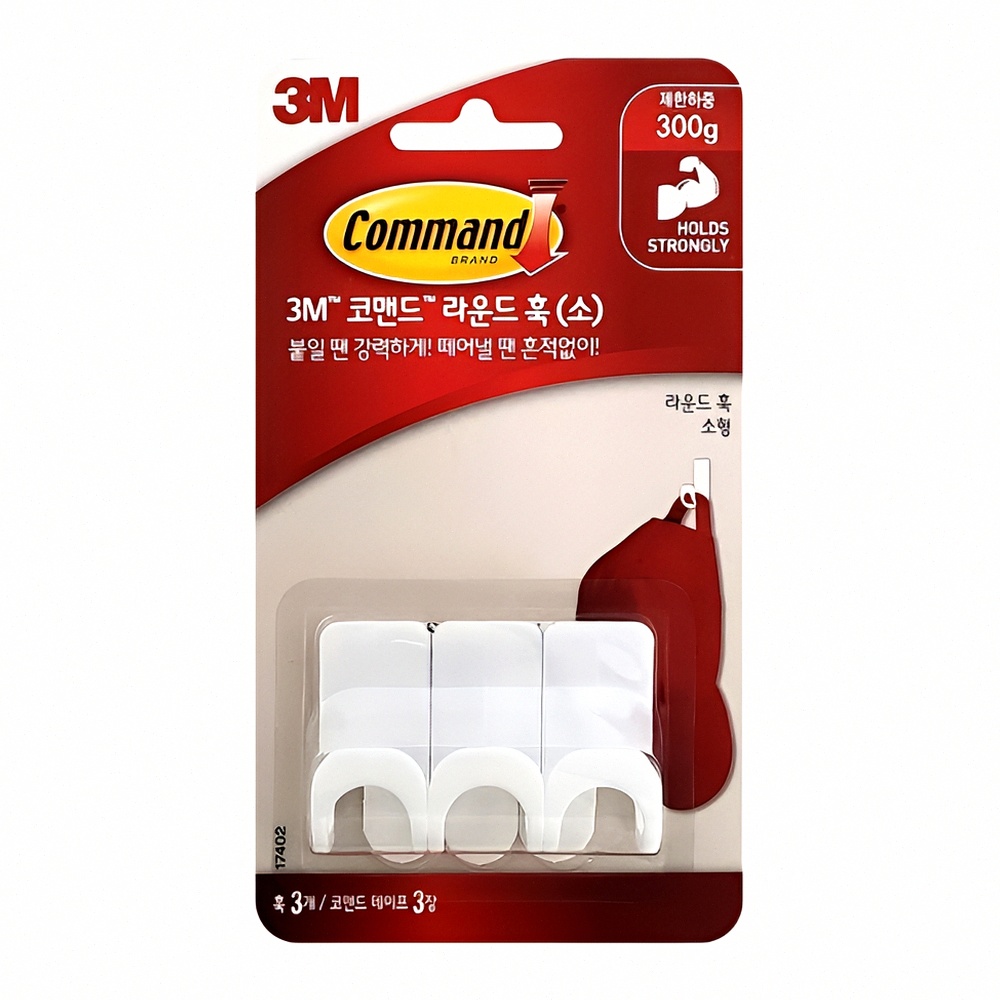 3M
제한하중
300g
HOLDS
STRONGLY
Command
BRAND
3M™ 코맨드™ 라운드 훅 (소)
붙일 땐 강력하게! 떼어낼 땐 흔적없이!
라운드 훅
소형
17402
훅 3개 / 코맨드 테이프 3장